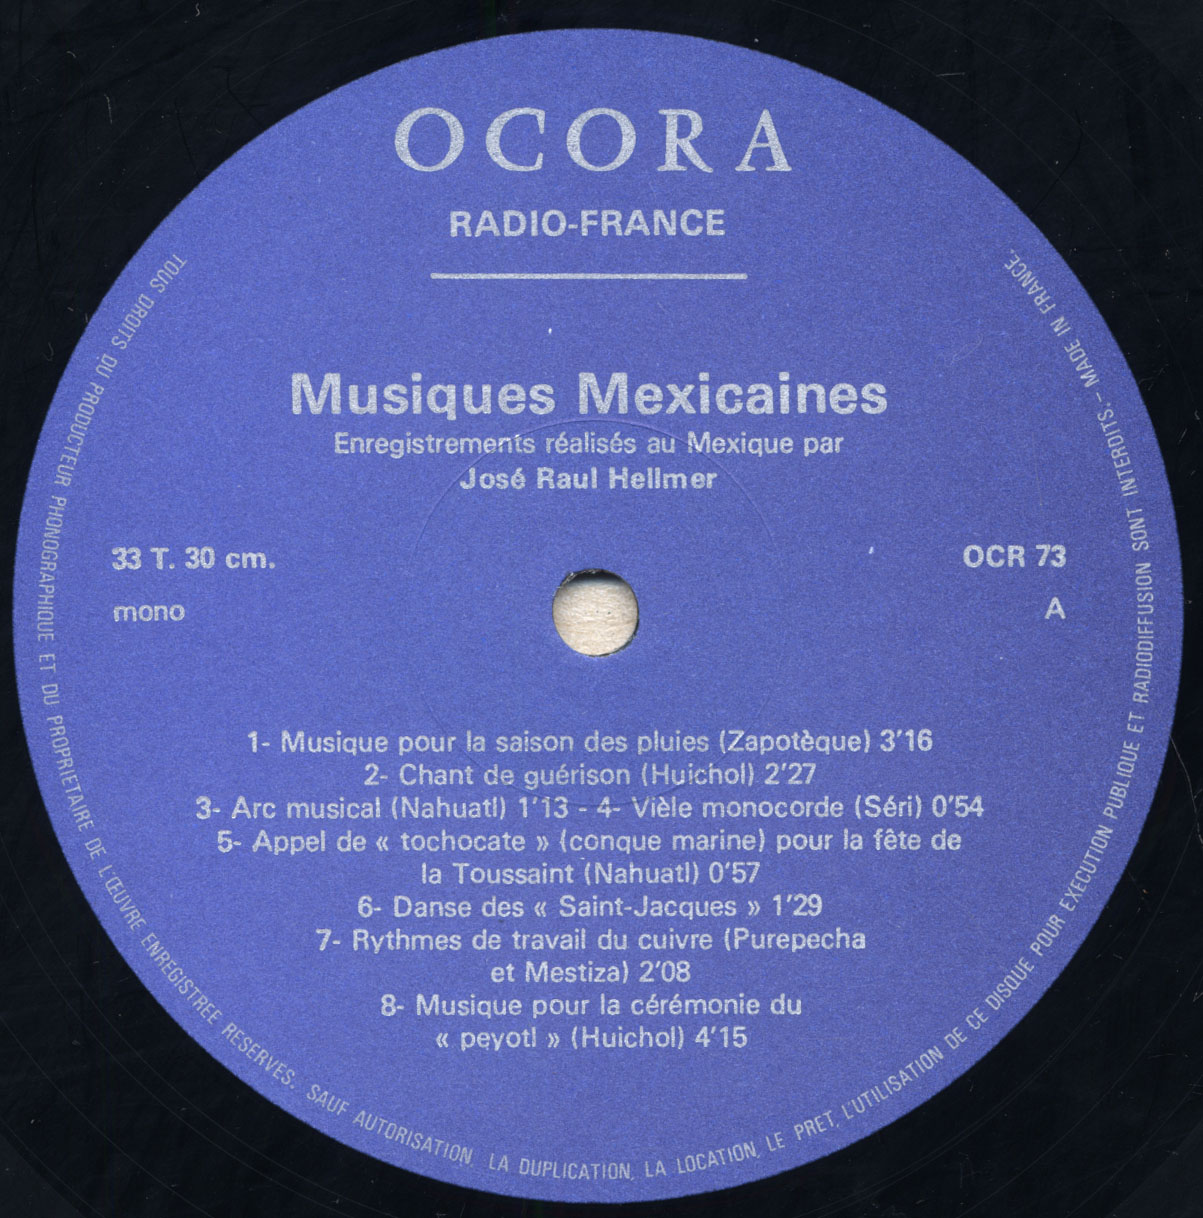 OCORA
RADIO-FRANCE
Musiques Mexicaines
Enregistrements réalisés au Mexique par
José Raul Hellmer
33 T. 30 cm.
OCR 73
mono
A
1- Musique pour la saison des pluies (Zapotèque) 3'16
2- Chant de guérison (Huichol) 2'27
3- Arc musical (Nahuatl) 1'13 - 4- Vièle monocorde (Séri) 0'54
5- Appel de « tochocate » (conque marine) pour la fête de
la Toussaint (Nahuatl) 0'57
6- Danse des « Saint-Jacques » 1'29
7- Rythmes de travail du cuivre (Purepecha
et Mestiza) 2'08
8- Musique pour la cérémonie du
« peyotl » (Huichol) 4'15
TOUS DROITS DU PRODUCTEUR PHONOGRAPHIQUE ET DU PROPRIETAIRE DE L'ŒUVRE ENREGISTREE RESERVES. SAUF AUTORISATION, LA DUPLICATION, LA LOCATION, LE PRET, L'UTILISATION DE CE DISQUE POUR EXECUTION PUBLIQUE ET RADIODIFFUSION SONT INTERDITS. - MADE IN FRANCE.